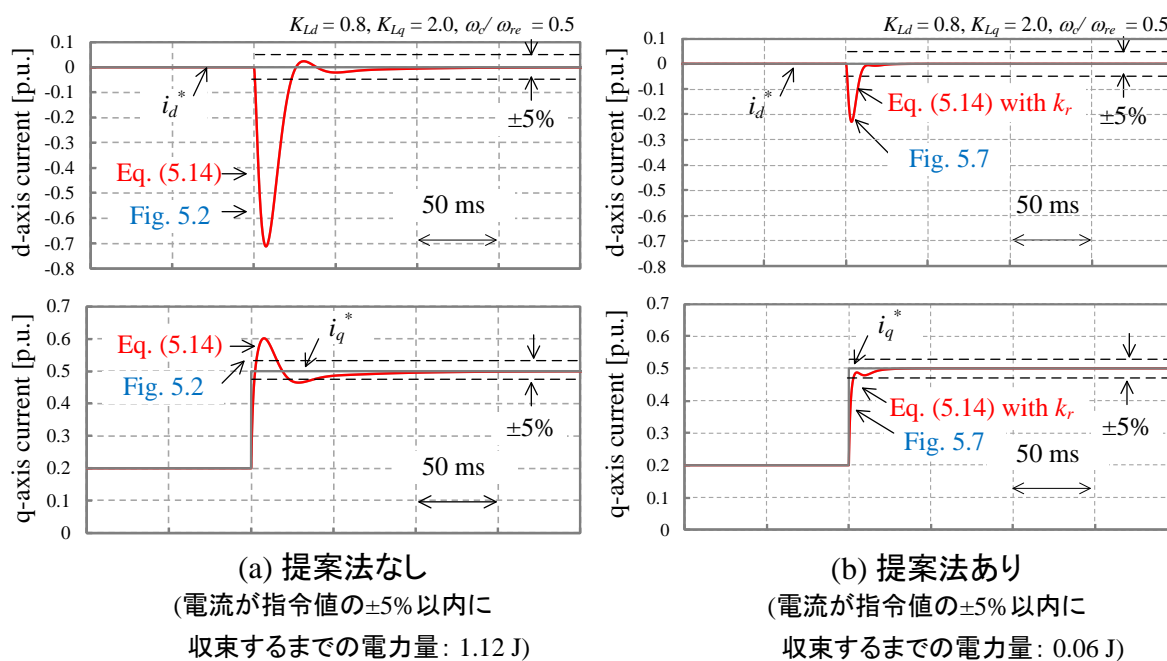 K_Ld = 0.8, K_Lq = 2.0, ω_c/ ω_re = 0.5
d-axis current [p.u.]
0.1
0
-0.1
-0.2
-0.3
-0.4
-0.5
-0.6
-0.7
-0.8
i_d^*
±5%
Eq. (5.14)
Fig. 5.2
50 ms
q-axis current [p.u.]
0.7
0.6
0.5
0.4
0.3
0.2
0.1
0
i_q^*
Eq. (5.14)
Fig. 5.2
±5%
50 ms
(a) 提案法なし
(電流が指令値の±5%以内に
収束するまでの電力量: 1.12 J)
K_Ld = 0.8, K_Lq = 2.0, ω_c/ ω_re = 0.5
d-axis current [p.u.]
0.1
0
-0.1
-0.2
-0.3
-0.4
-0.5
-0.6
-0.7
-0.8
i_d^*
Eq. (5.14) with k_r
±5%
Fig. 5.7
50 ms
q-axis current [p.u.]
0.7
0.6
0.5
0.4
0.3
0.2
0.1
0
i_q^*
Eq. (5.14) with k_r
Fig. 5.7
±5%
50 ms
(b) 提案法あり
(電流が指令値の±5%以内に
収束するまでの電力量: 0.06 J)